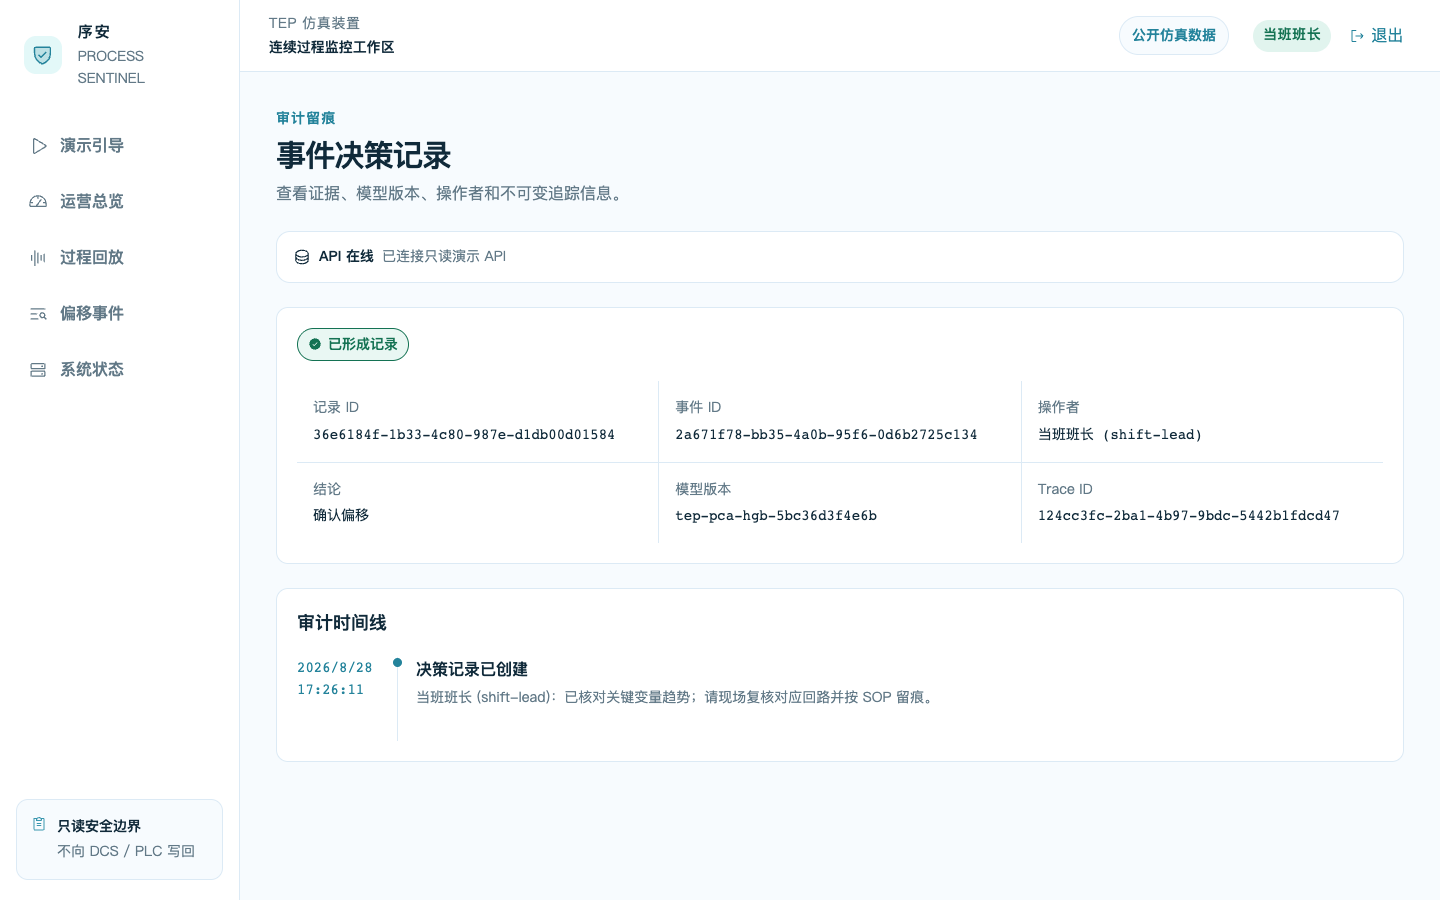 序安
PROCESS
SENTINEL
演示引导
运营总览
过程回放
偏移事件
系统状态
只读安全边界
不向 DCS / PLC 写回
TEP 仿真装置
连续过程监控工作区
公开仿真数据
当班班长
退出
审计留痕
事件决策记录
查看证据、模型版本、操作者和不可变追踪信息。
API 在线 已连接只读演示 API
已形成记录
记录 ID
36e6184f-1b33-4c80-987e-d1db00d01584
事件 ID
2a671f78-bb35-4a0b-95f6-0d6b2725c134
操作者
当班班长 (shift-lead)
结论
确认偏移
模型版本
tep-pca-hgb-5bc36d3f4e6b
Trace ID
124cc3fc-2ba1-4b97-9bdc-5442b1fdcd47
审计时间线
2026/8/28
17:26:11
决策记录已创建
当班班长 (shift-lead)：已核对关键变量趋势；请现场复核对应回路并按 SOP 留痕。